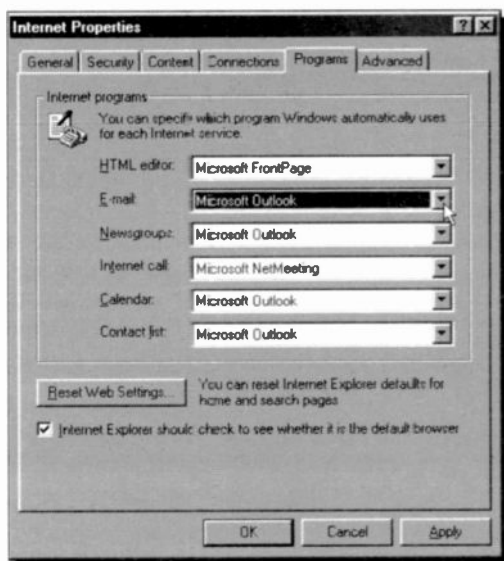 Internet Properties
General Security Content Connections Programs Advanced
Internet programs
You can specify which program Windows automatically uses
for each Internet service.
HTML editor: Microsoft FrontPage
E-mail: Microsoft Outlook
Newsgroups: Microsoft Outlook
Internet call: Microsoft NetMeeting
Calendar: Microsoft Outlook
Contact list: Microsoft Outlook
Reset Web Settings... You can reset Internet Explorer defaults for
home and search pages
Internet Explorer should check to see whether it is the default browser
OK Cancel Apply